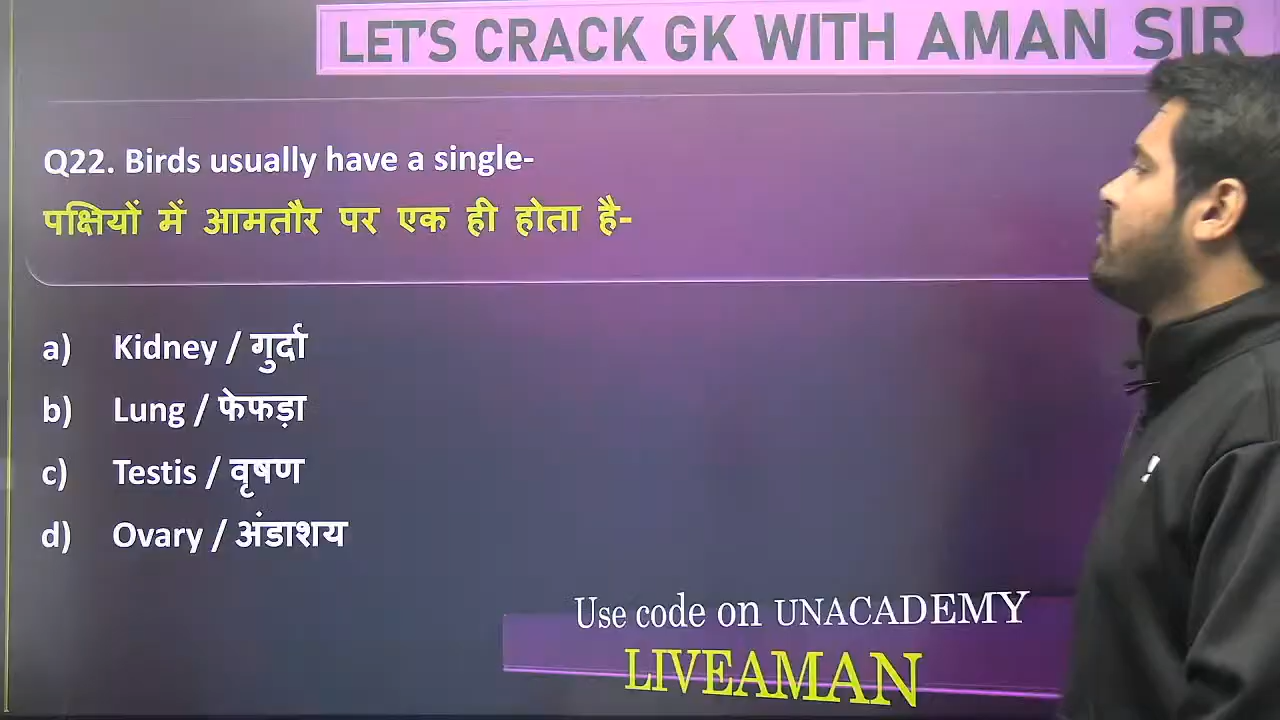 LET'S CRACK GK WITH AMAN SIR
Q22. Birds usually have a single-
पक्षियों में आमतौर पर एक ही होता है-
a) Kidney / गुर्दा
b) Lung / फेफड़ा
c) Testis / वृषण
d) Ovary / अंडाशय
Use code on UNACADEMY
LIVEAMAN